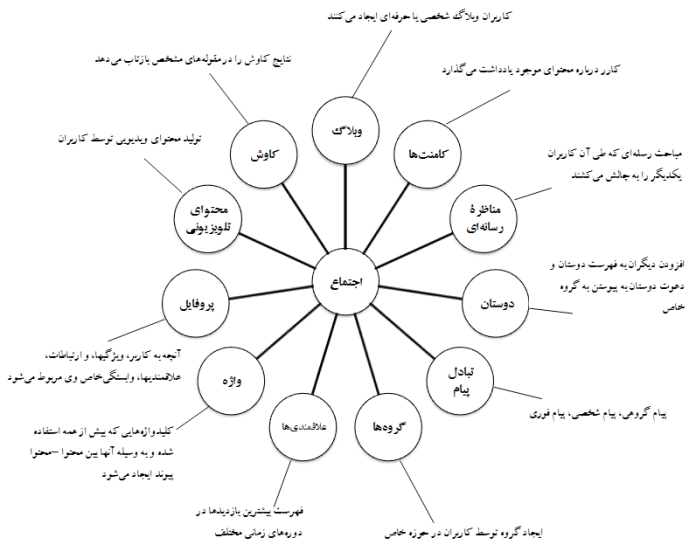 کاربران وبلاگ شخصی یا حرفه‌ای ایجاد می‌کنند
وبلاگ
کارر درباره محتوای موجود یادداشت می‌گذارد
کامنت‌ها
مباحث رسله‌ای که طی آن کاربران
یکدیگر را به چالش می‌کشند
مناظرۀ
رسانه‌ای
افزودن دیگران به فهرست دوستان و
دعوت دوستان به پیوستن به گروه
خاص
دوستان
پیام گروهی، پیام شخصی، پیام فوری
تبادل
پیام
ایجاد گروه توسط کاربران در حوزه خاص
گروه‌ها
فهرست بیشترین بازدیدها در
دوره‌های زمانی مختلف
علاقمندی‌ها
کلیدواژه‌هایی که بیش از همه استفاده
شده و به وسیله آنها بین محتوا –محتوا
پیوند ایجاد می‌شود
واژه
آنچه به کاربر، ویژگیها، و ارتباطات،
علاقمندیها، وابستگی‌خاص وی مربوط می‌شود
پروفایل
تولید محتوای ویدیویی توسط کاربران
محتوای
تلویزیونی
نتایج کاوش را در مقوله‌های مشخص بازتاب می‌دهد
کاوش
اجتماع